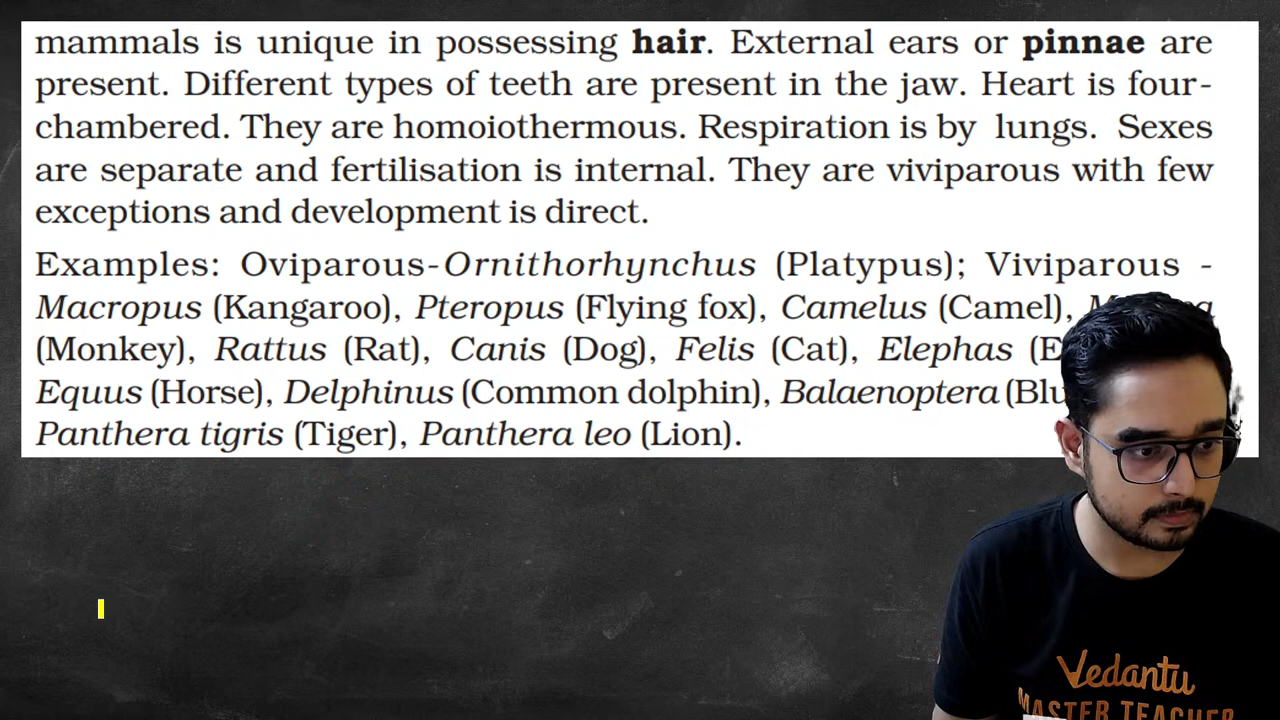 mammals is unique in possessing hair. External ears or pinnae are
present. Different types of teeth are present in the jaw. Heart is four-
chambered. They are homoiothermous. Respiration is by lungs. Sexes
are separate and fertilisation is internal. They are viviparous with few
exceptions and development is direct.
Examples: Oviparous-Ornithorhynchus (Platypus); Viviparous -
Macropus (Kangaroo), Pteropus (Flying fox), Camelus (Camel),
(Monkey), Rattus (Rat), Canis (Dog), Felis (Cat), Elephas
Equus (Horse), Delphinus (Common dolphin), Balaenoptera
Panthera tigris (Tiger), Panthera leo (Lion).
Vedantu
MASTER TEACHER